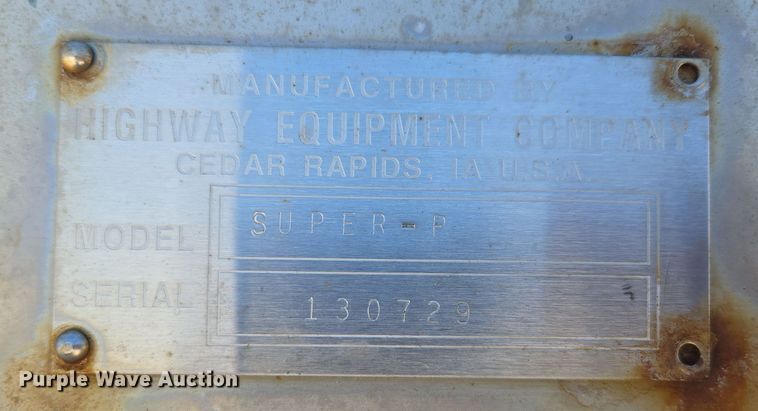 MANUFACTURED BY
HIGHWAY EQUIPMENT COMPANY
CEDAR RAPIDS, IA U.S.A.
MODEL SUPER-P
SERIAL 130729
Purple Wave Auction